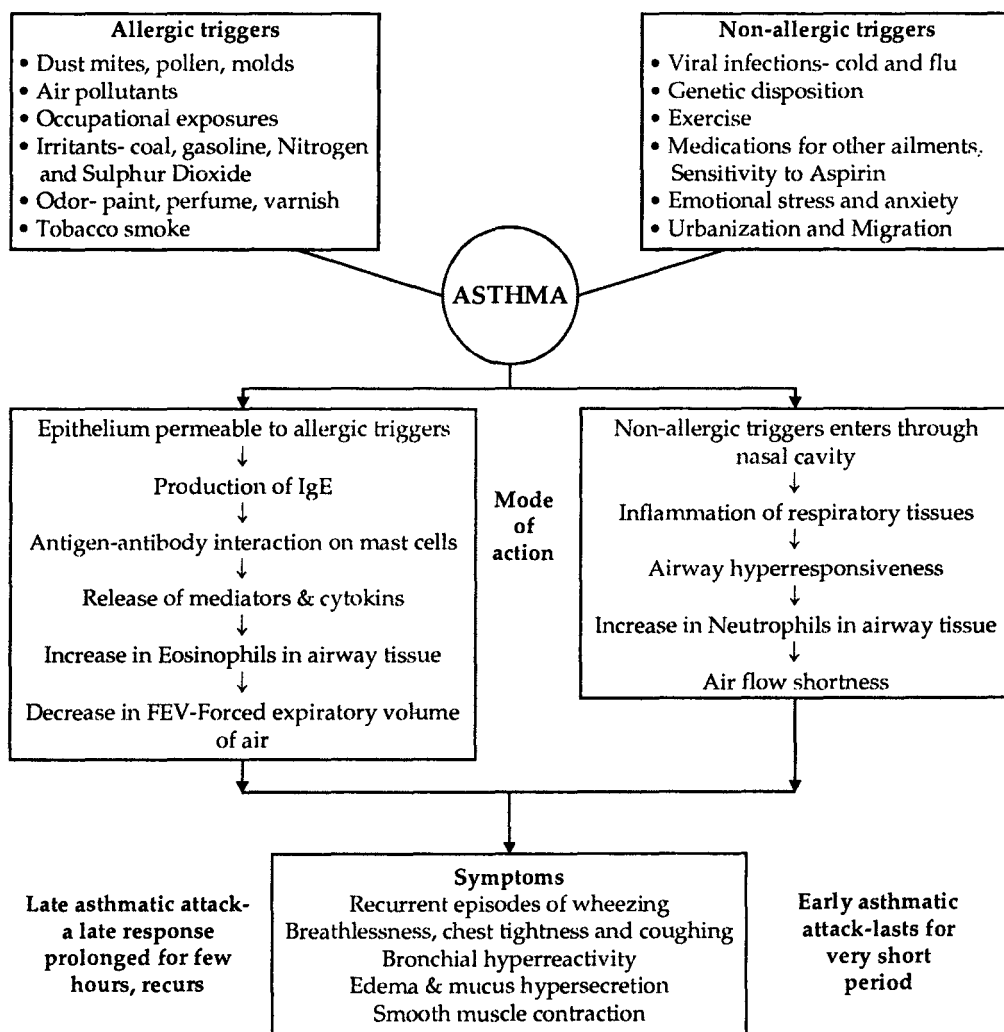 Allergic triggers
• Dust mites, pollen, molds
• Air pollutants
• Occupational exposures
• Irritants- coal, gasoline, Nitrogen
and Sulphur Dioxide
• Odor- paint, perfume, varnish
• Tobacco smoke
Non-allergic triggers
• Viral infections- cold and flu
• Genetic disposition
• Exercise
• Medications for other ailments,
Sensitivity to Aspirin
• Emotional stress and anxiety
• Urbanization and Migration
ASTHMA
Epithelium permeable to allergic triggers
↓
Production of IgE
↓
Antigen-antibody interaction on mast cells
↓
Release of mediators & cytokins
↓
Increase in Eosinophils in airway tissue
↓
Decrease in FEV-Forced expiratory volume
of air
Mode
of
action
Non-allergic triggers enters through
nasal cavity
↓
Inflammation of respiratory tissues
↓
Airway hyperresponsiveness
↓
Increase in Neutrophils in airway tissue
↓
Air flow shortness
Late asthmatic attack-
a late response
prolonged for few
hours, recurs
Symptoms
Recurrent episodes of wheezing
Breathlessness, chest tightness and coughing
Bronchial hyperreactivity
Edema & mucus hypersecretion
Smooth muscle contraction
Early asthmatic
attack-lasts for
very short
period